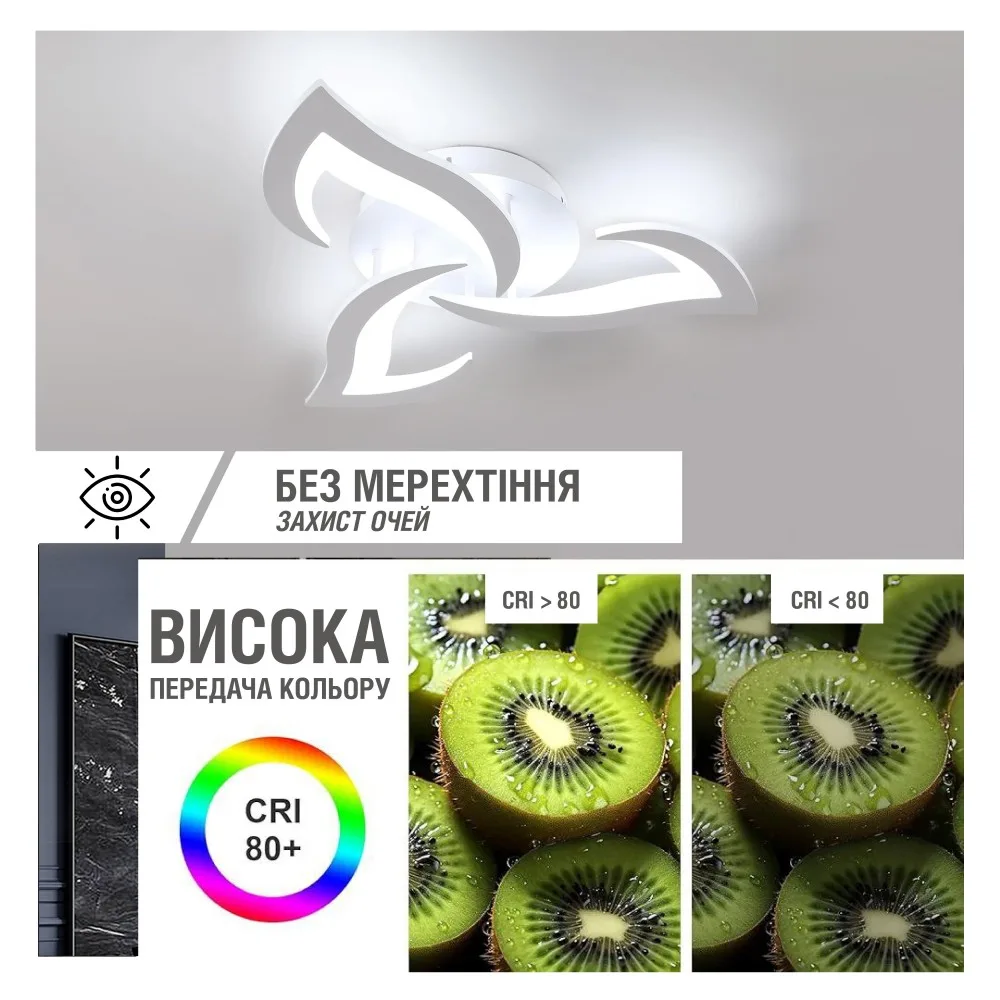 БЕЗ МЕРЕХТІННЯ
ЗАХИСТ ОЧЕЙ
ВИСОКА
ПЕРЕДАЧА КОЛЬОРУ
CRI
80+
CRI > 80
CRI < 80